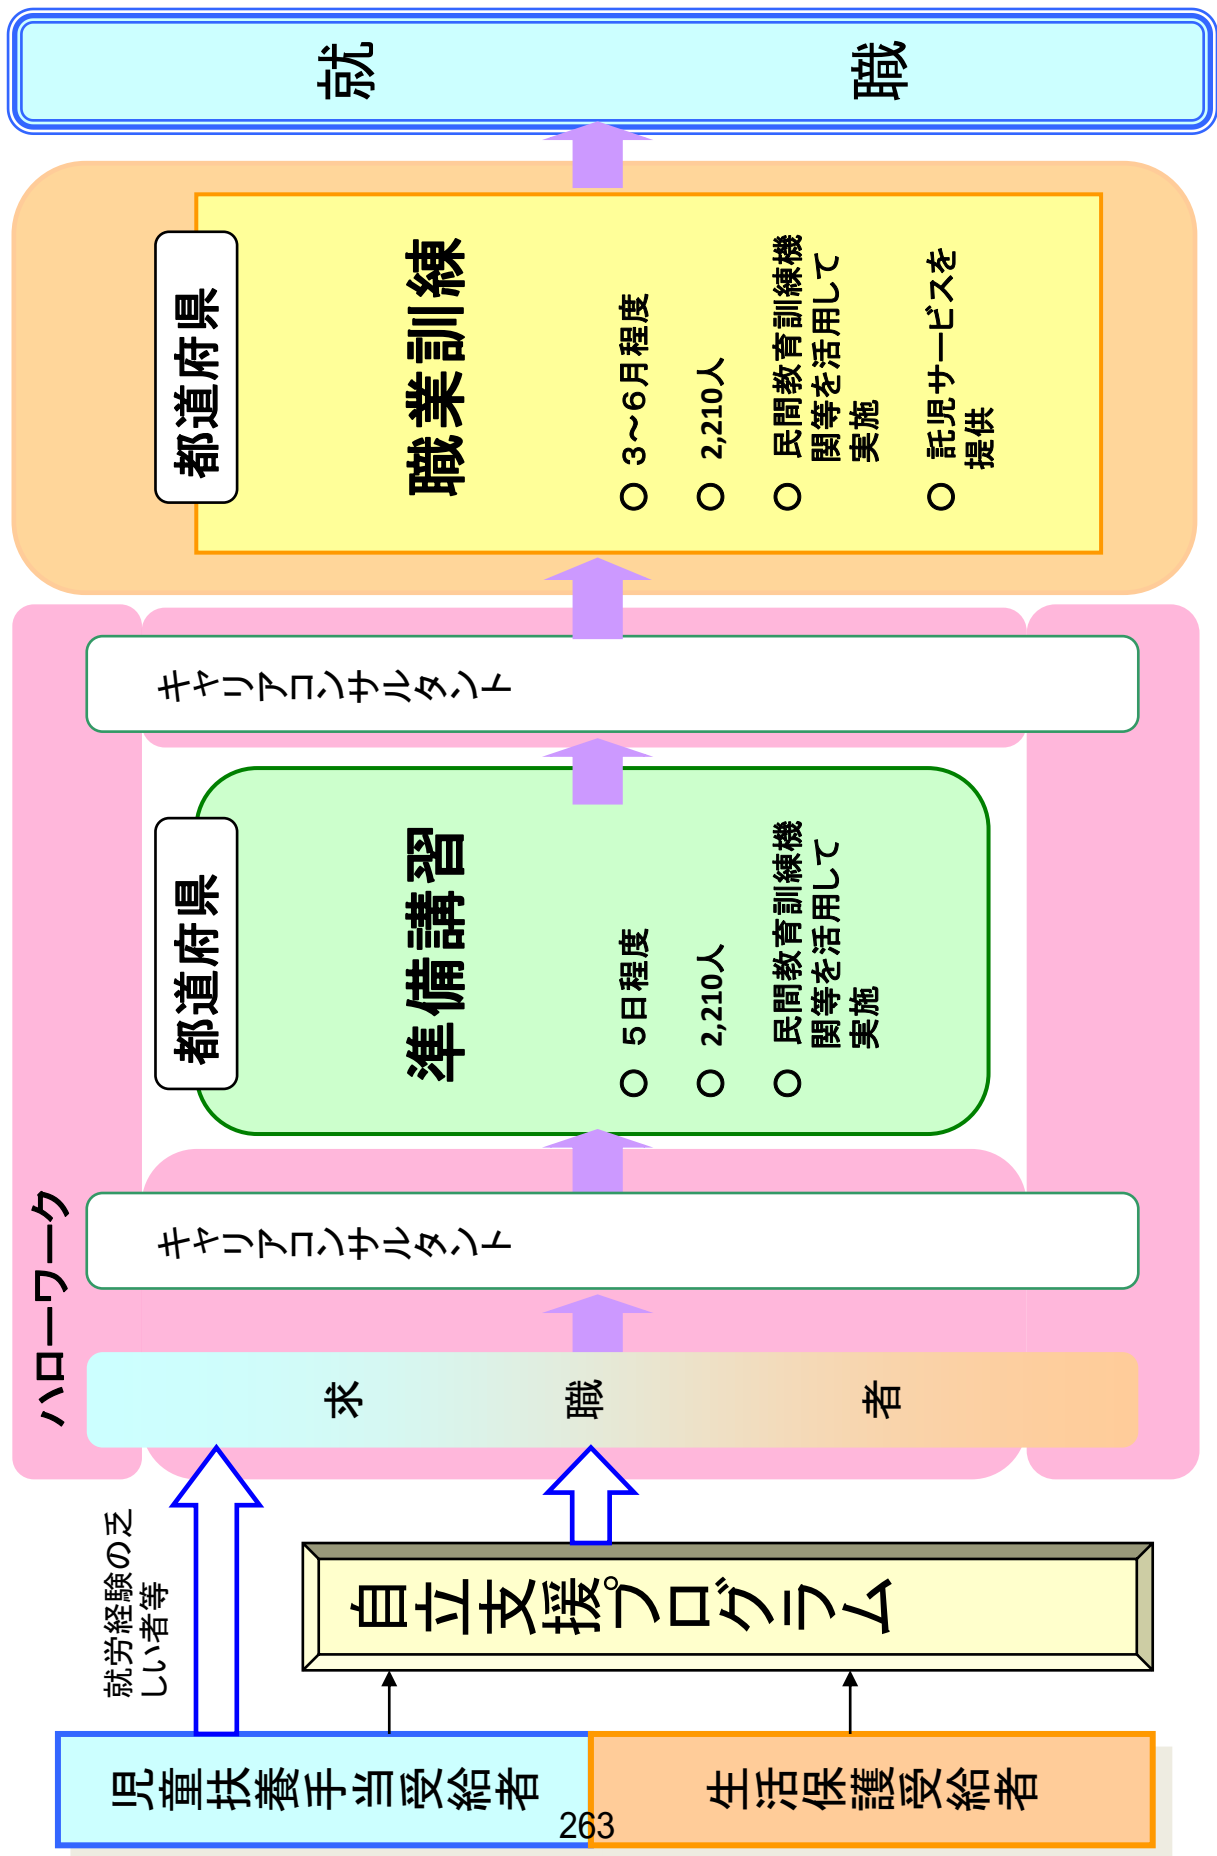 児童扶養手当受給者
生活保護受給者
就労経験の乏
しい者等
自立支援プログラム
ハローワーク
求職者
キャリアコンサルタント
都道府県
準備講習
○ 5日程度
○ 2,210人
○ 民間教育訓練機
関等を活用して
実施
キャリアコンサルタント
都道府県
職業訓練
○ 3～6月程度
○ 2,210人
○ 民間教育訓練機
関等を活用して
実施
○ 託児サービスを
提供
就職
263